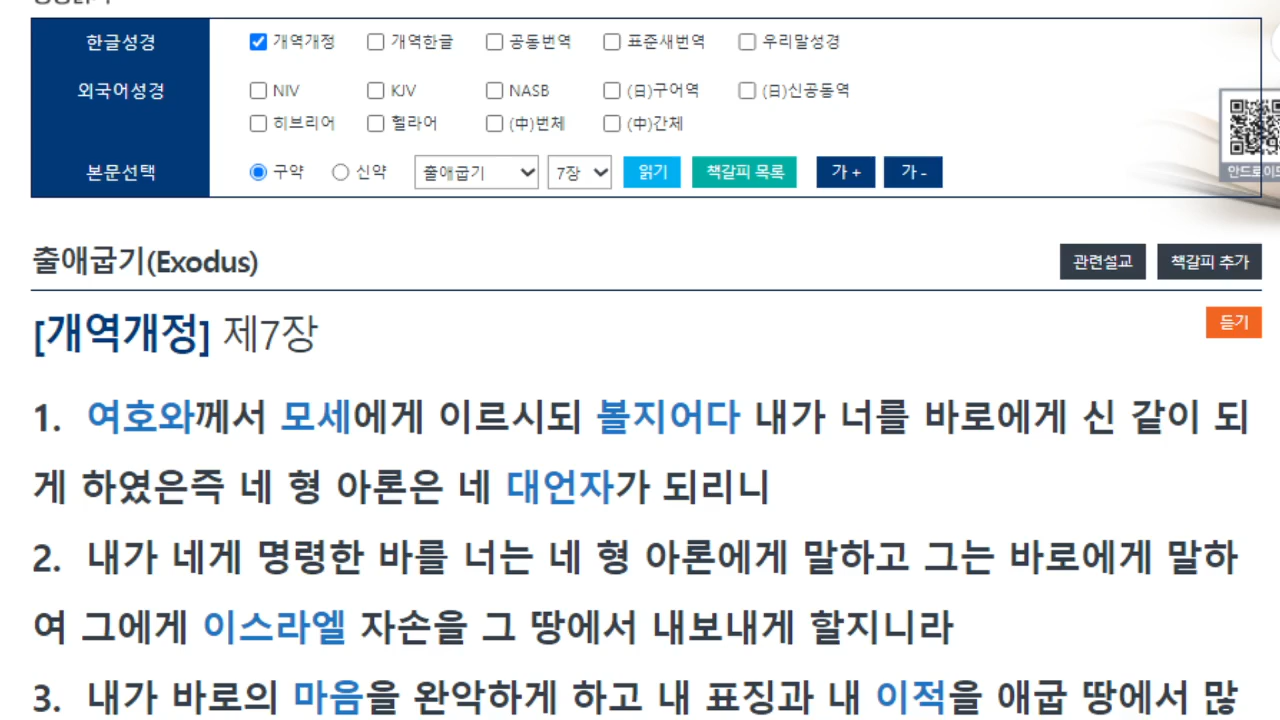 한글성경 개역개정 개역한글 공동번역 표준새번역 우리말성경
외국어성경 NIV KJV NASB (日)구어역 (日)신공동역
히브리어 헬라어 (中)번체 (中)간체
본문선택 구약 신약 출애굽기 7장 읽기 책갈피 목록 가 + 가 -
안드로이드
출애굽기(Exodus) 관련설교 책갈피 추가
[개역개정] 제7장 듣기
1. 여호와께서 모세에게 이르시되 볼지어다 내가 너를 바로에게 신 같이 되
게 하였은즉 네 형 아론은 네 대언자가 되리니
2. 내가 네게 명령한 바를 너는 네 형 아론에게 말하고 그는 바로에게 말하
여 그에게 이스라엘 자손을 그 땅에서 내보내게 할지니라
3. 내가 바로의 마음을 완악하게 하고 내 표징과 내 이적을 애굽 땅에서 많